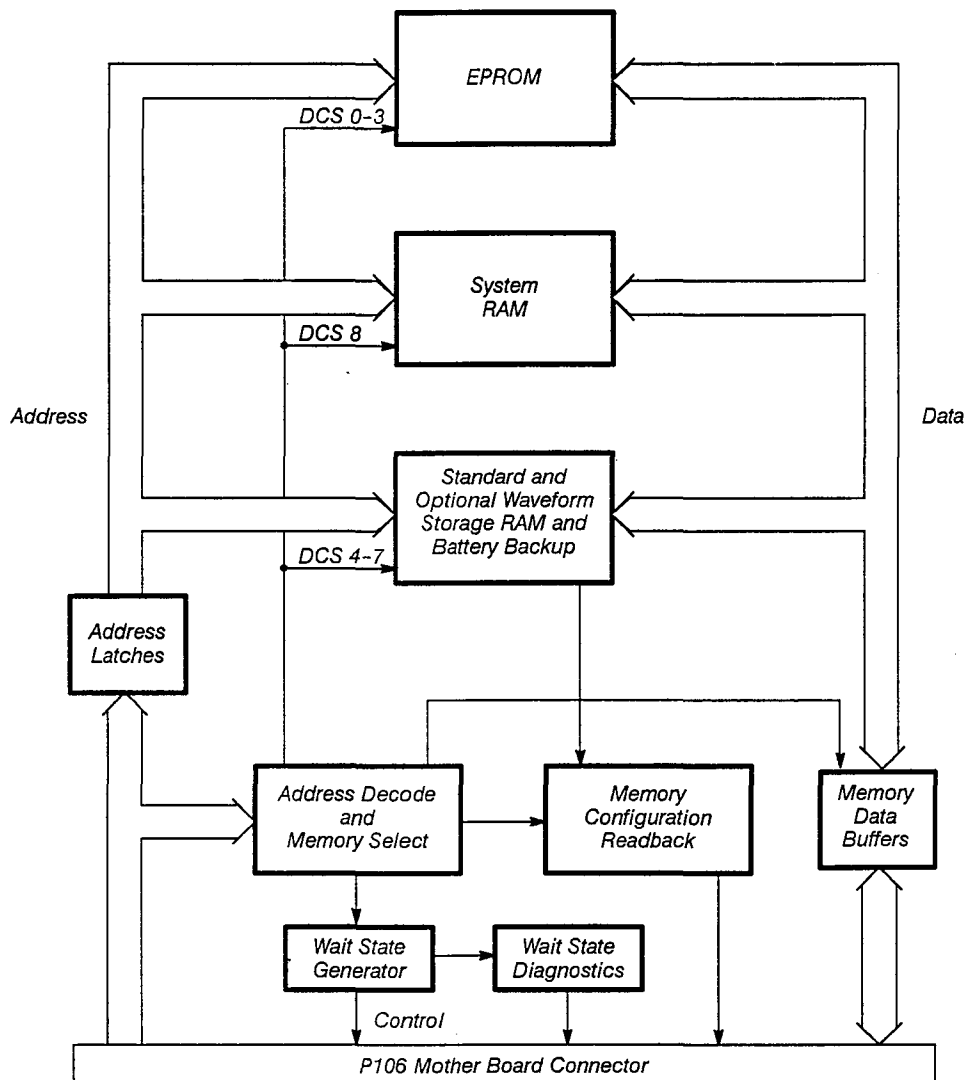 EPROM
DCS 0-3
System
RAM
DCS 8
Address
Data
Standard and
Optional Waveform
Storage RAM and
Battery Backup
DCS 4-7
Address
Latches
Address Decode
and
Memory Select
Memory
Configuration
Readback
Memory
Data
Buffers
Wait State
Generator
Wait State
Diagnostics
Control
P106 Mother Board Connector